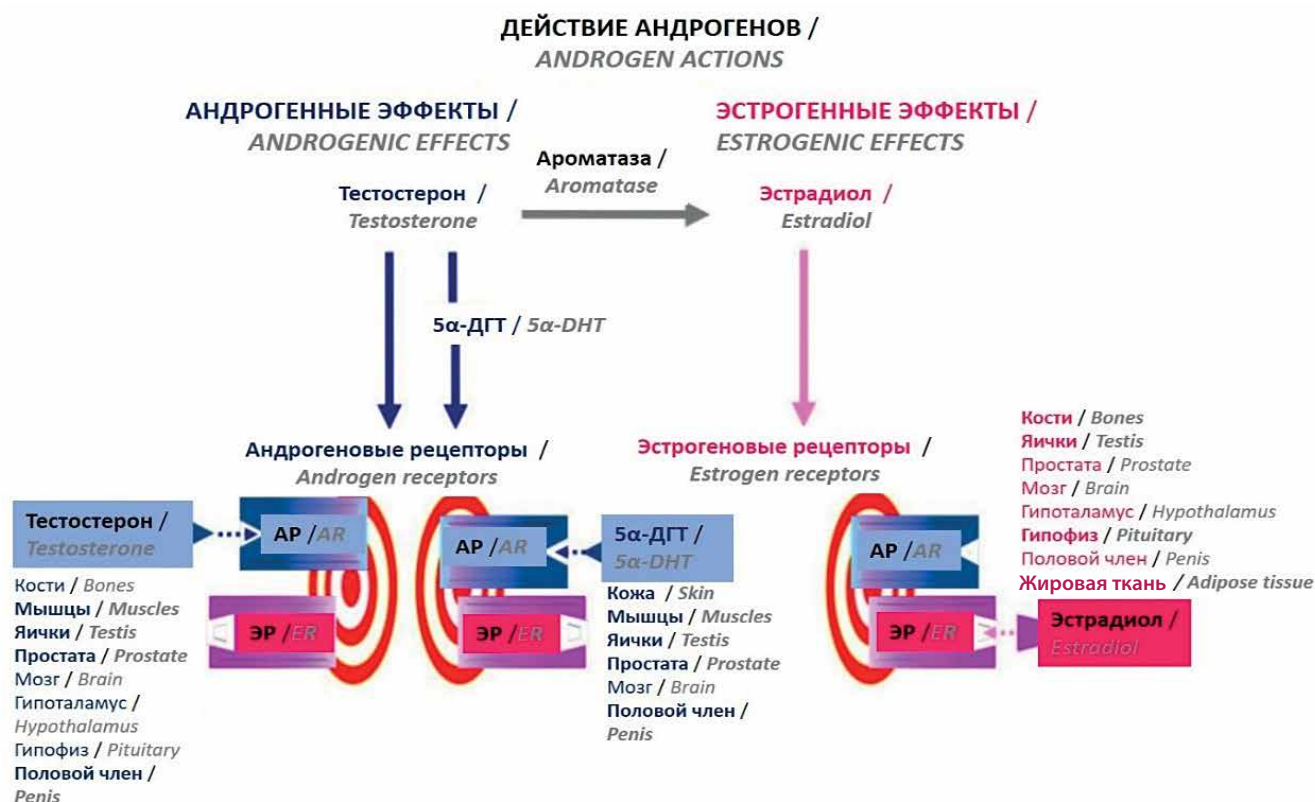 ДЕЙСТВИЕ АНДРОГЕНОВ /
ANDROGEN ACTIONS
АНДРОГЕННЫЕ ЭФФЕКТЫ /
ANDROGENIC EFFECTS
ЭСТРОГЕННЫЕ ЭФФЕКТЫ /
ESTROGENIC EFFECTS
Ароматаза /
Aromatase
Тестостерон /
Testosterone
Эстрадиол /
Estradiol
5α-ДГТ / 5α-DHT
Андрогеновые рецепторы /
Androgen receptors
Эстрогеновые рецепторы /
Estrogen receptors
Тестостерон /
Testosterone
АР /AR
ЭР /ER
Кости / Bones
Мышцы / Muscles
Яички / Testis
Простата / Prostate
Мозг / Brain
Гипоталамус /
Hypothalamus
Гипофиз / Pituitary
Половой член /
Penis
АР /AR
ЭР /ER
5α-ДГТ /
5α-DHT
Кожа / Skin
Мышцы / Muscles
Яички / Testis
Простата / Prostate
Мозг / Brain
Половой член /
Penis
АР /AR
ЭР /ER
Кости / Bones
Яички / Testis
Простата / Prostate
Мозг / Brain
Гипоталамус / Hypothalamus
Гипофиз / Pituitary
Половой член / Penis
Жировая ткань / Adipose tissue
Эстрадиол /
Estradiol